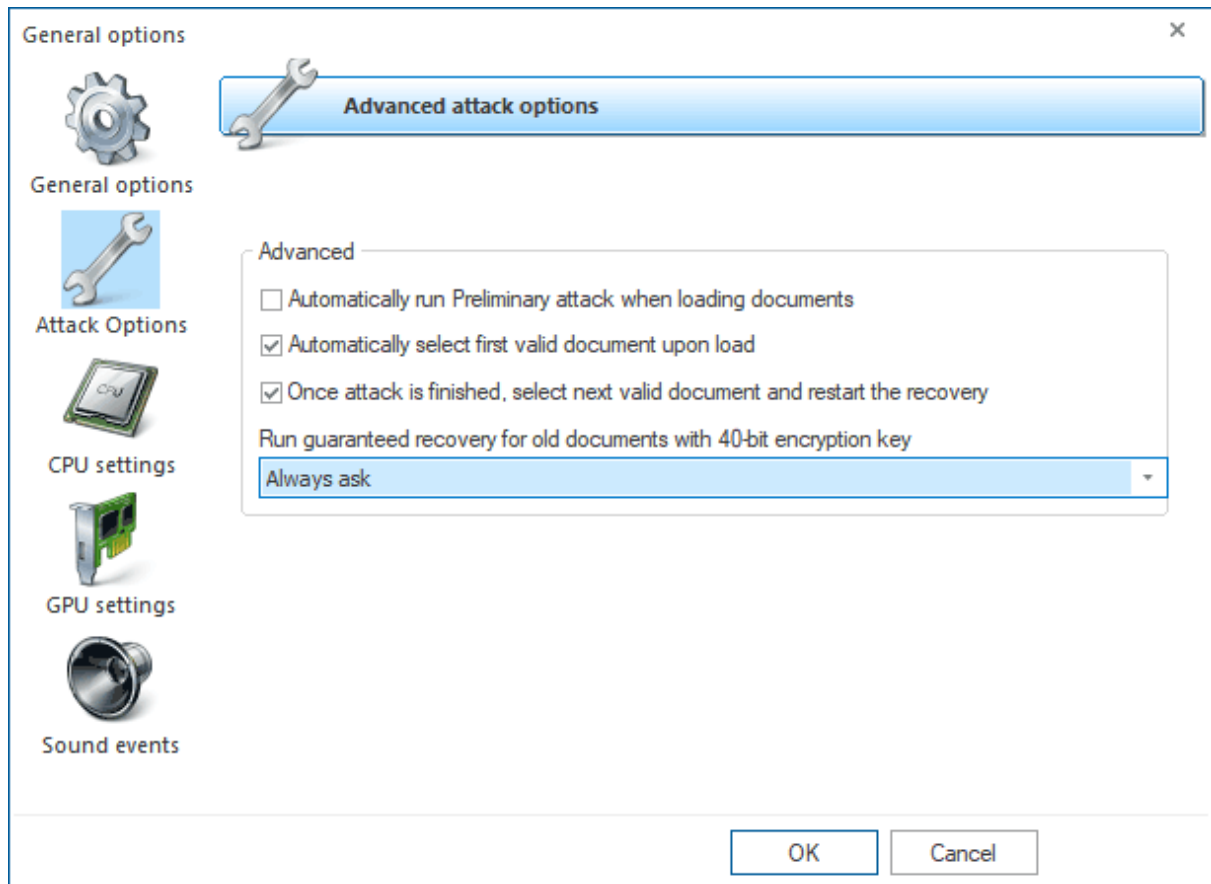 General options
General options
Attack Options
CPU
CPU settings
GPU settings
Sound events
Advanced attack options
Advanced
Automatically run Preliminary attack when loading documents
Automatically select first valid document upon load
Once attack is finished, select next valid document and restart the recovery
Run guaranteed recovery for old documents with 40-bit encryption key
Always ask
OK
Cancel